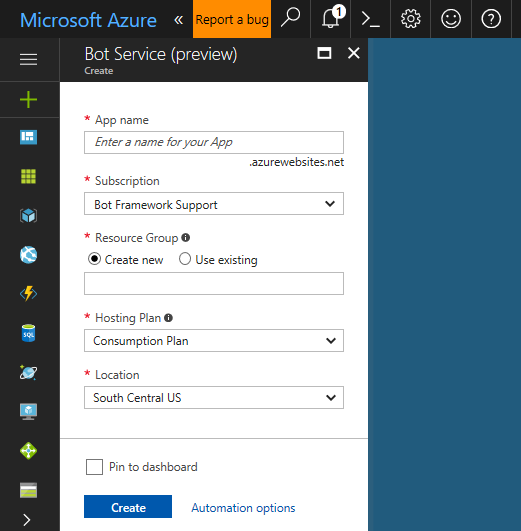 Microsoft Azure « Report a bug 1
Bot Service (preview)
Create
* App name
Enter a name for your App
.azurewebsites.net
* Subscription
Bot Framework Support
* Resource Group
Create new Use existing
* Hosting Plan
Consumption Plan
* Location
South Central US
Pin to dashboard
Create Automation options
SQL